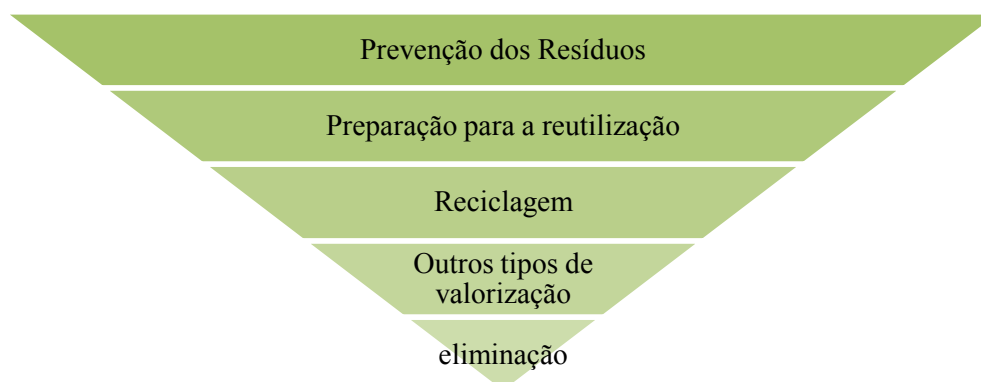 Prevenção dos Resíduos
Preparação para a reutilização
Reciclagem
Outros tipos de
valorização
eliminação